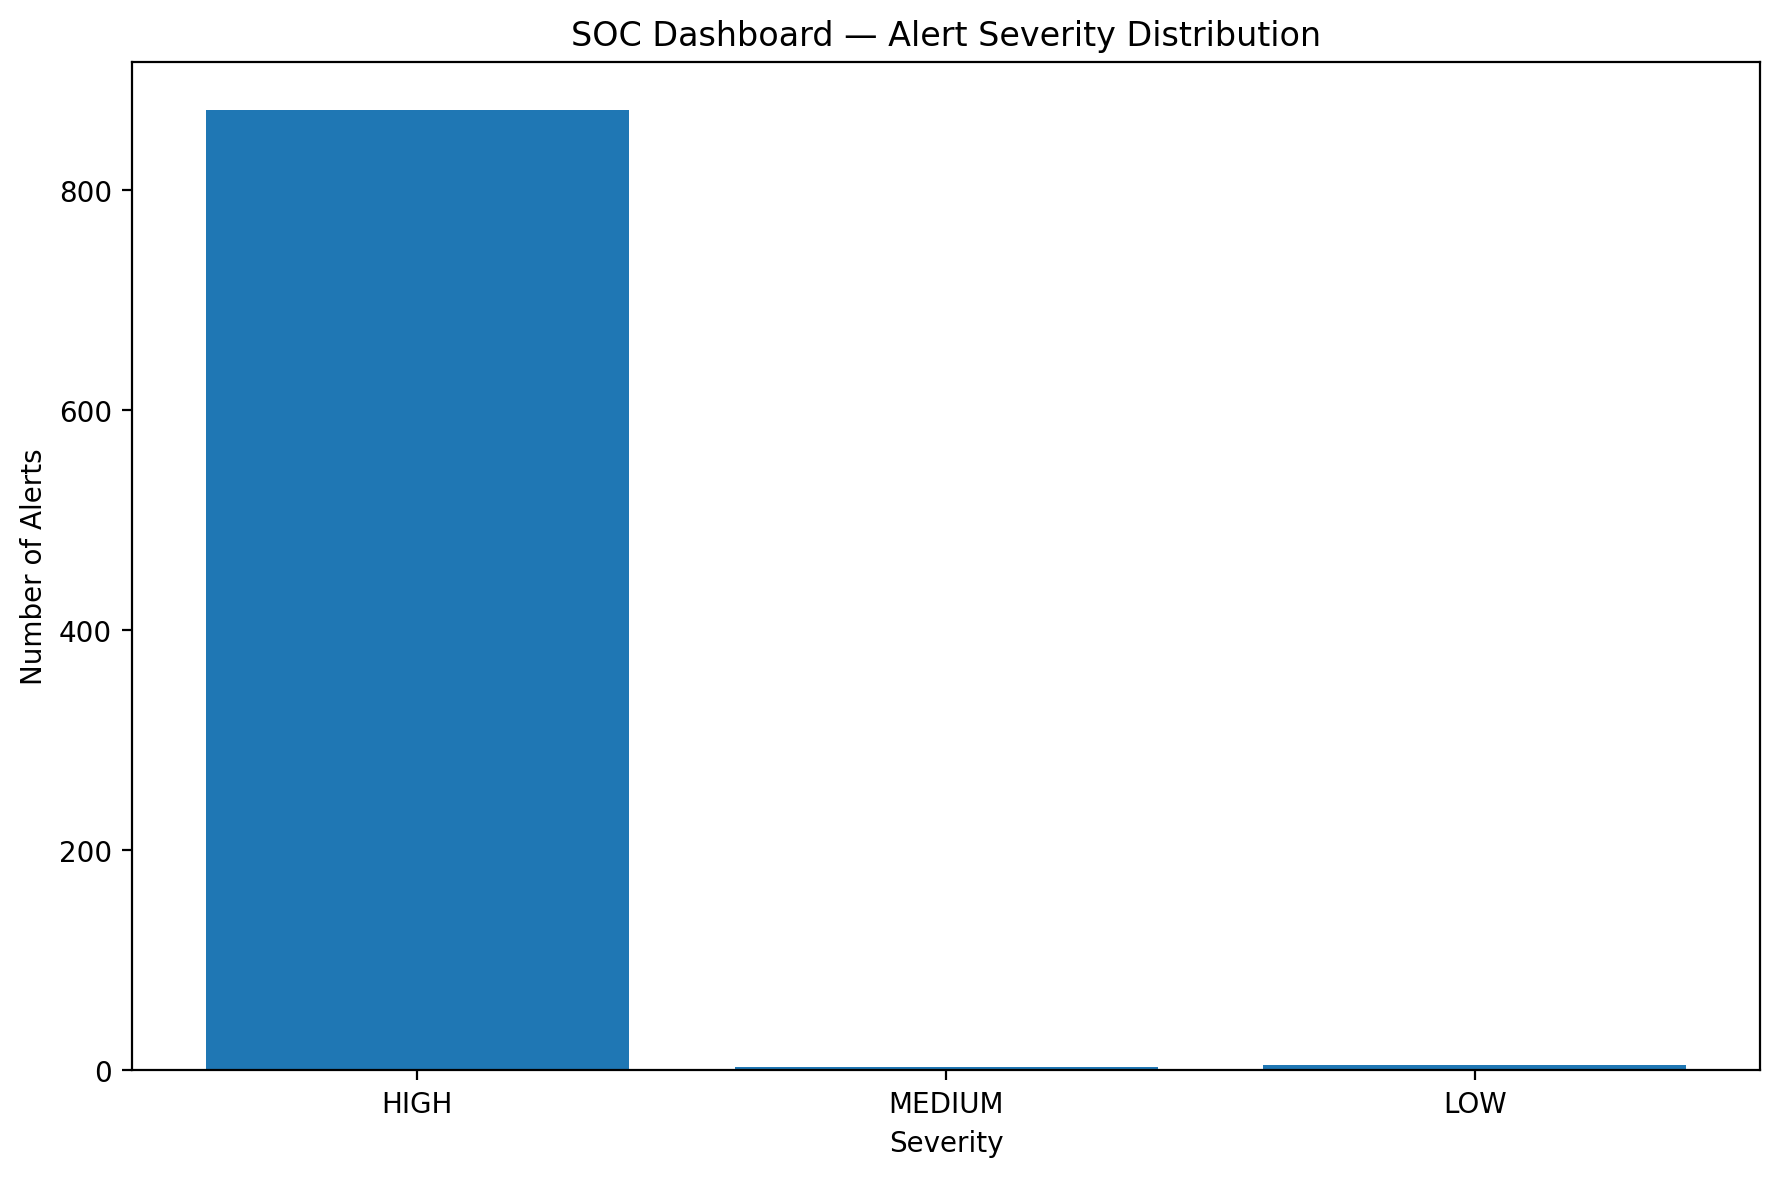 SOC Dashboard — Alert Severity Distribution
Number of Alerts
800
600
400
200
0
HIGH
MEDIUM
LOW
Severity